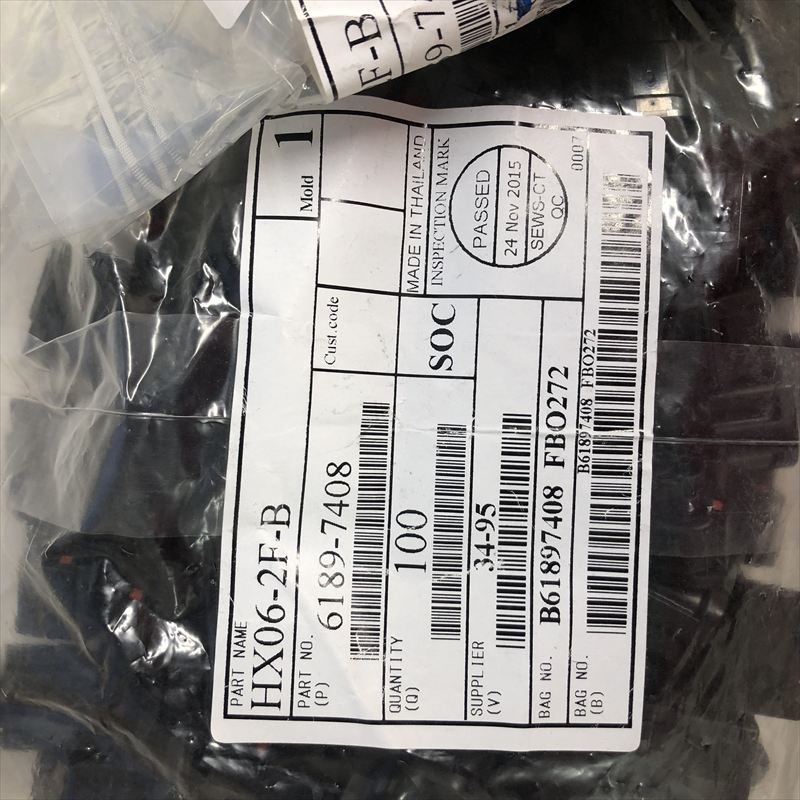 F-B
9-7
PART NAME
HX06-2F-B
Mold 1
PART NO.
(P)
6189-7408
Cust.code
QUANTITY
(Q)
100
SOC
MADE IN THAILAND
INSPECTION MARK
PASSED
24 Nov 2015
SEWS-CT
QC
SUPPLIER
(V)
34-95
BAG NO.
B61897408 FBO272
BAG NO.
(B)
B61897408 FBO272
0007